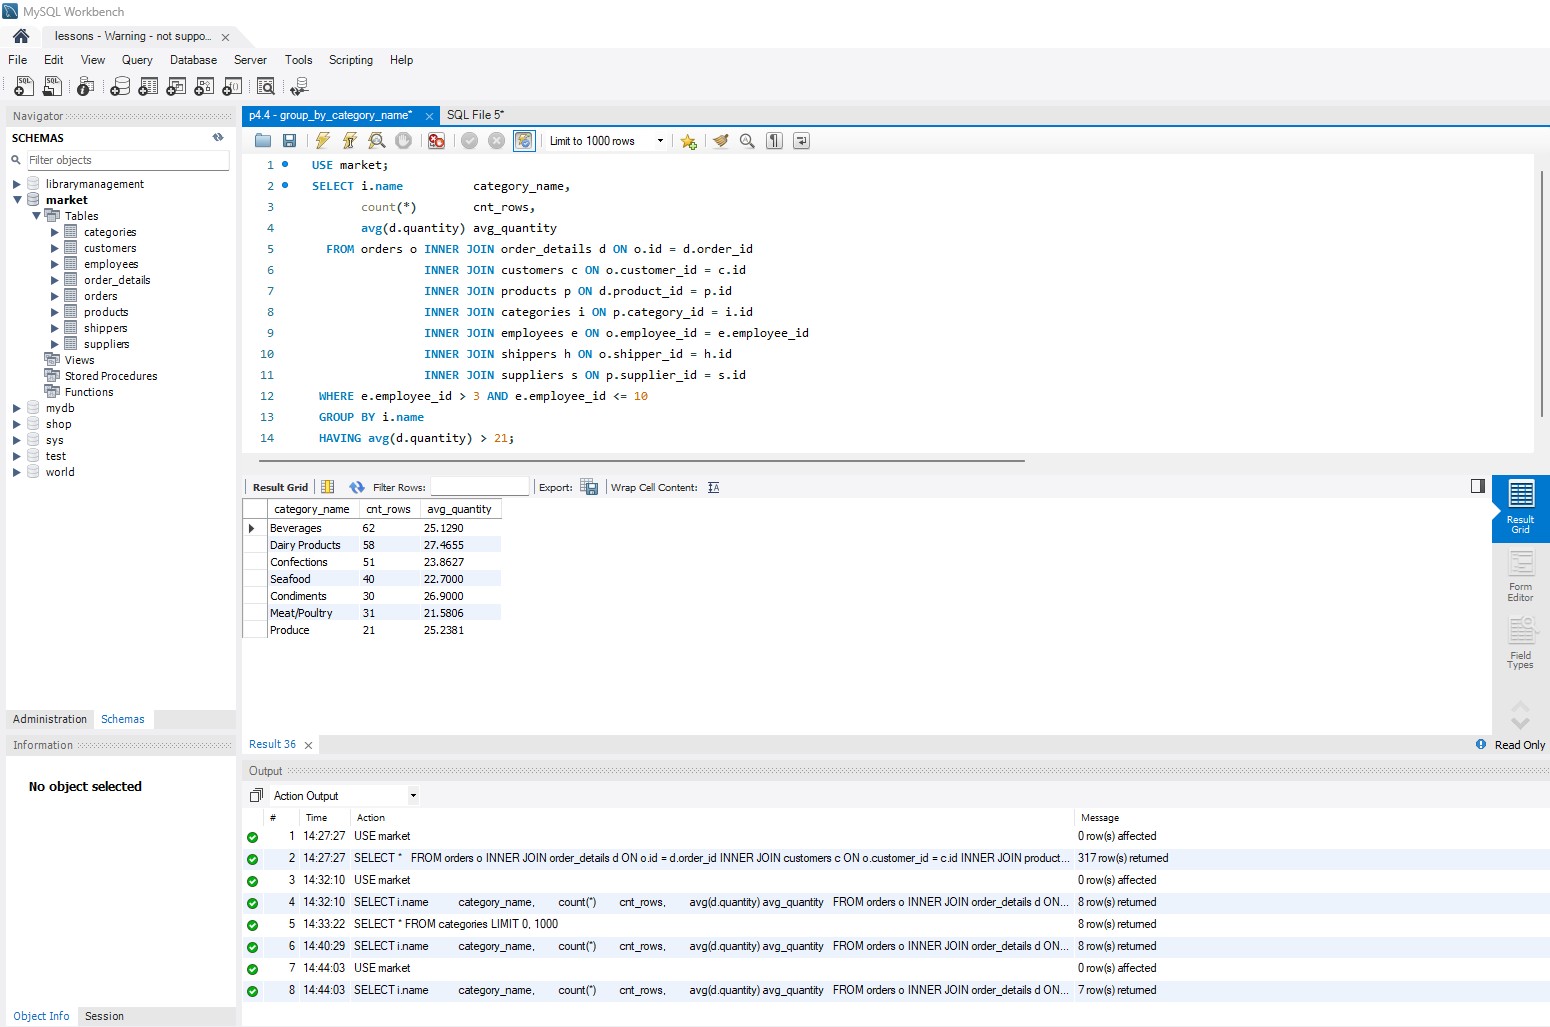 MySQL Workbench
lessons - Warning - not suppo...
File Edit View Query Database Server Tools Scripting Help
Navigator
SCHEMAS
Filter objects
librarymanagement
market
Tables
categories
customers
employees
order_details
orders
products
shippers
suppliers
Views
Stored Procedures
Functions
mydb
shop
sys
test
world
Administration Schemas
Information
No object selected
Object Info Session
p4.4 - group_by_category_name* SQL File 5*
Limit to 1000 rows
1 USE market;
2 SELECT i.name category_name,
3 count(*) cnt_rows,
4 avg(d.quantity) avg_quantity
5 FROM orders o INNER JOIN order_details d ON o.id = d.order_id
6 INNER JOIN customers c ON o.customer_id = c.id
7 INNER JOIN products p ON d.product_id = p.id
8 INNER JOIN categories i ON p.category_id = i.id
9 INNER JOIN employees e ON o.employee_id = e.employee_id
10 INNER JOIN shippers h ON o.shipper_id = h.id
11 INNER JOIN suppliers s ON p.supplier_id = s.id
12 WHERE e.employee_id > 3 AND e.employee_id <= 10
13 GROUP BY i.name
14 HAVING avg(d.quantity) > 21;
Result Grid Filter Rows: Export: Wrap Cell Content:
category_name cnt_rows avg_quantity
Beverages 62 25.1290
Dairy Products 58 27.4655
Confections 51 23.8627
Seafood 40 22.7000
Condiments 30 26.9000
Meat/Poultry 31 21.5806
Produce 21 25.2381
Result
Grid
Form
Editor
Field
Types
Result 36
Read Only
Output
Action Output
# Time Action Message
1 14:27:27 USE market 0 row(s) affected
2 14:27:27 SELECT * FROM orders o INNER JOIN order_details d ON o.id = d.order_id INNER JOIN customers c ON o.customer_id = c.id INNER JOIN product... 317 row(s) returned
3 14:32:10 USE market 0 row(s) affected
4 14:32:10 SELECT i.name category_name, count(*) cnt_rows, avg(d.quantity) avg_quantity FROM orders o INNER JOIN order_details d ON... 8 row(s) returned
5 14:33:22 SELECT * FROM categories LIMIT 0, 1000 8 row(s) returned
6 14:40:29 SELECT i.name category_name, count(*) cnt_rows, avg(d.quantity) avg_quantity FROM orders o INNER JOIN order_details d ON... 8 row(s) returned
7 14:44:03 USE market 0 row(s) affected
8 14:44:03 SELECT i.name category_name, count(*) cnt_rows, avg(d.quantity) avg_quantity FROM orders o INNER JOIN order_details d ON... 7 row(s) returned